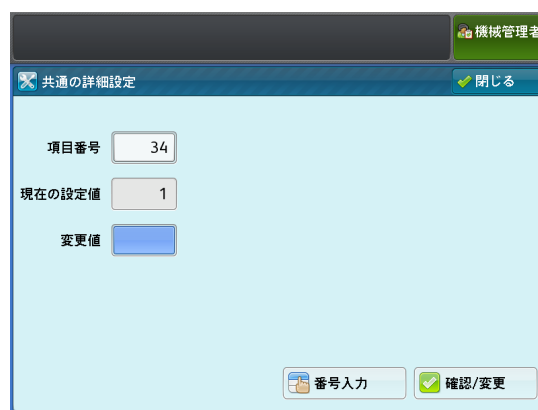 機械管理者
共通の詳細設定
閉じる
項目番号 34
現在の設定値 1
変更値
番号入力
確認/変更